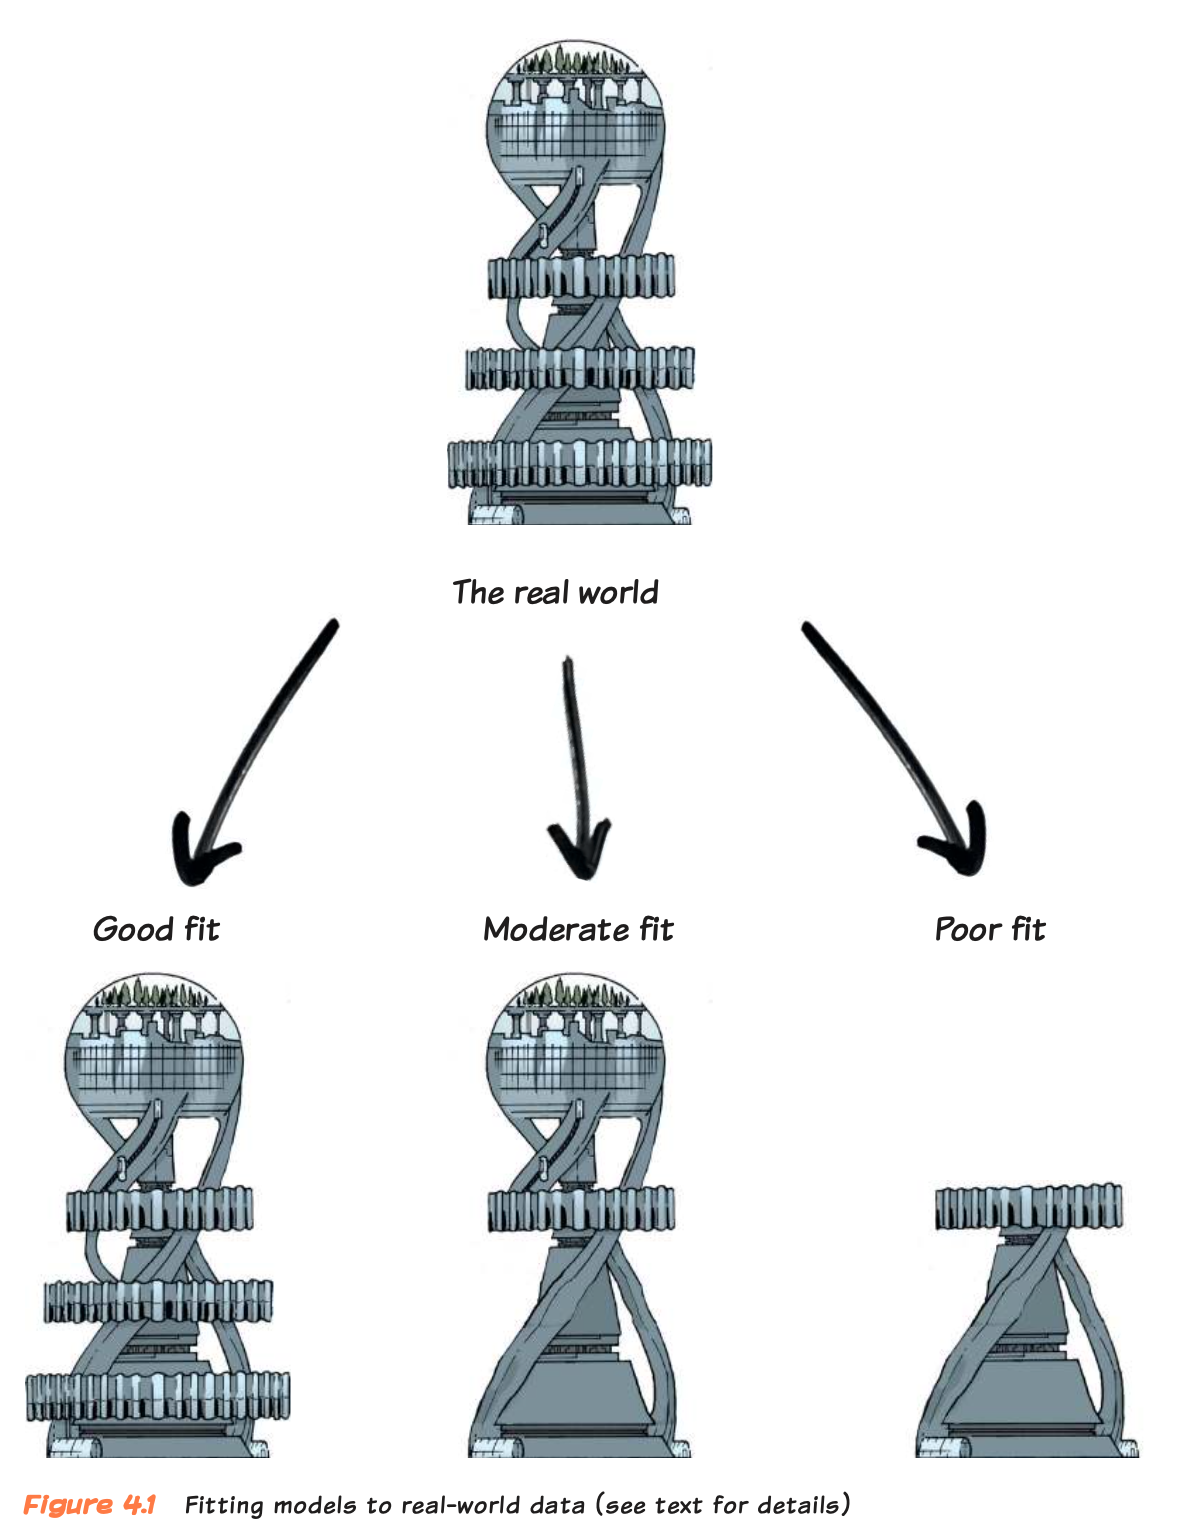 The real world
Good fit
Moderate fit
Poor fit
Figure 4.1 Fitting models to real-world data (see text for details)